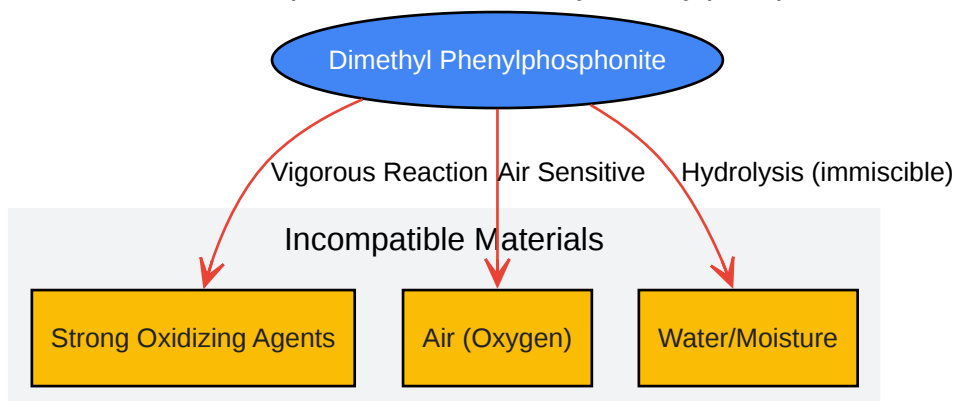 Dimethyl Phenylphosphonite
Vigorous Reaction
Air Sensitive
Hydrolysis (immiscible)
Incompatible Materials
Strong Oxidizing Agents
Air (Oxygen)
Water/Moisture